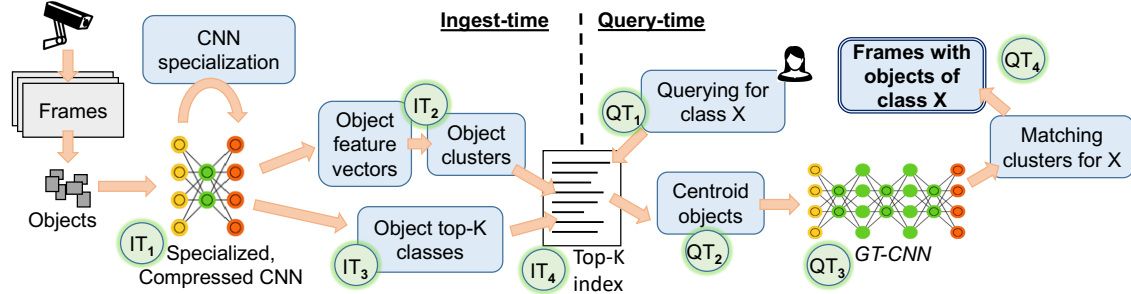 Ingest-time
Query-time
CNN
specialization
Frames
Objects
IT1
Specialized,
Compressed CNN
Object
feature
vectors
IT2
Object
clusters
IT3
Object top-K
classes
IT4
Top-K
index
QT1
Querying for
class X
Centroid
objects
QT2
QT3
GT-CNN
Matching
clusters for X
QT4
Frames with
objects of
class X